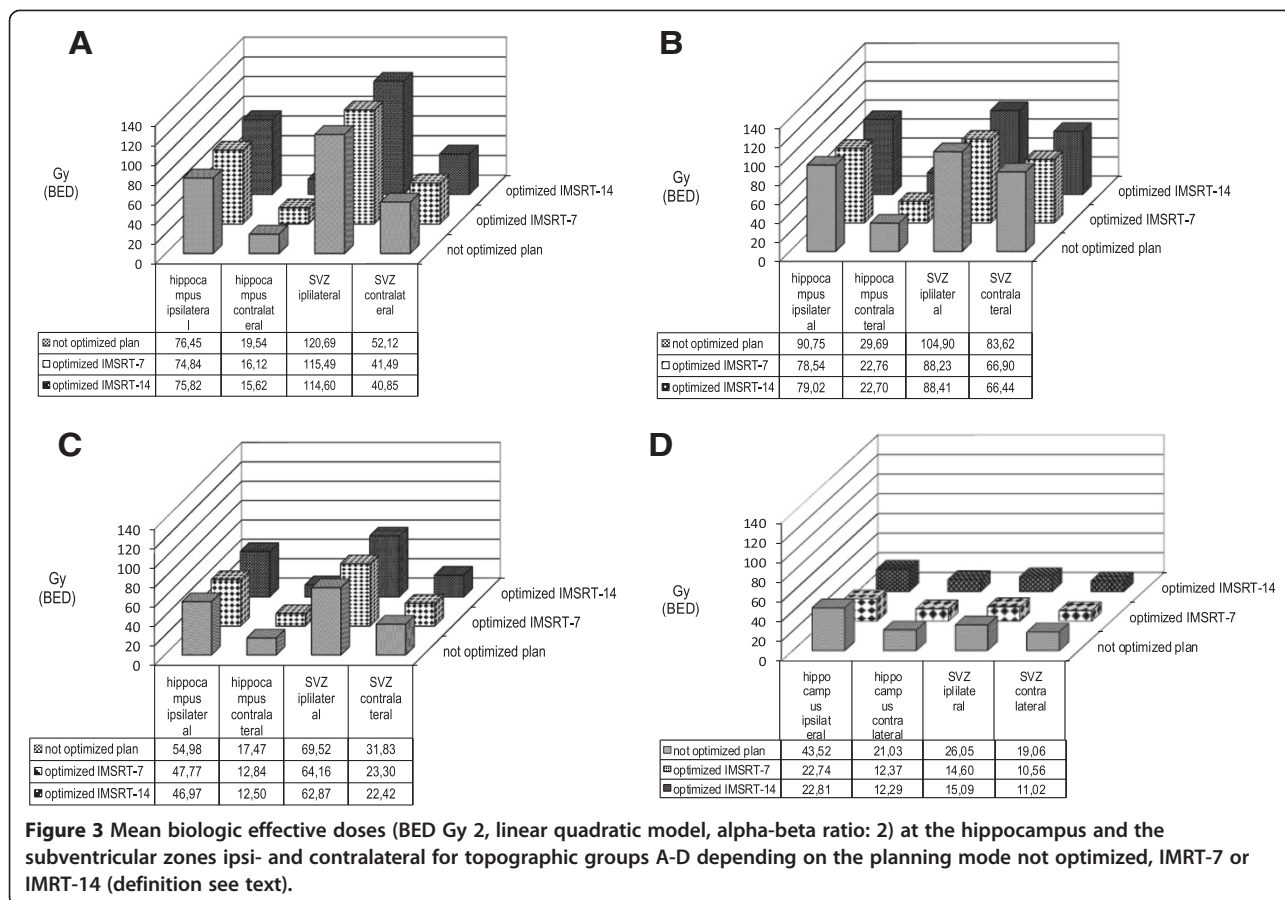 A
140
120
100
80
60
40
20
0
Gy
(BED)
optimized IMSRT-14
optimized IMSRT-7
not optimized plan
hippoca mpus ipsilatera l
hippoca mpus contralat eral
SVZ iplilateral
SVZ contralat eral
not optimized plan 76,45 19,54 120,69 52,12
optimized IMSRT-7 74,84 16,12 115,49 41,49
optimized IMSRT-14 75,82 15,62 114,60 40,85
B
140
120
100
80
60
40
20
0
Gy
(BED)
optimized IMSRT-14
optimized IMSRT-7
not optimized plan
hippoca mpus ipsilater al
hippoca mpus contrala teral
SVZ iplilater al
SVZ contrala teral
not optimized plan 90,75 29,69 104,90 83,62
optimized IMSRT-7 78,54 22,76 88,23 66,90
optimized IMSRT-14 79,02 22,70 88,41 66,44
C
140
120
100
80
60
40
20
0
Gy
(BED)
optimized IMSRT-14
optimized IMSRT-7
not optimized plan
hippoca mpus ipsilater al
hippoca mpus contrala teral
SVZ iplilater al
SVZ contrala teral
not optimized plan 54,98 17,47 69,52 31,83
optimized IMSRT-7 47,77 12,84 64,16 23,30
optimized IMSRT-14 46,97 12,50 62,87 22,42
D
140
120
100
80
60
40
20
0
Gy
(BED)
optimized IMSRT-14
optimized IMSRT-7
not optimized plan
hippo camp us ipsilat eral
hippo camp us contra lateral
SVZ iplilate ral
SVZ contra lateral
not optimized plan 43,52 21,03 26,05 19,06
optimized IMSRT-7 22,74 12,37 14,60 10,56
optimized IMSRT-14 22,81 12,29 15,09 11,02
Figure 3 Mean biologic effective doses (BED Gy 2, linear quadratic model, alpha-beta ratio: 2) at the hippocampus and the
subventricular zones ipsi- and contralateral for topographic groups A-D depending on the planning mode not optimized, IMRT-7 or
IMRT-14 (definition see text).